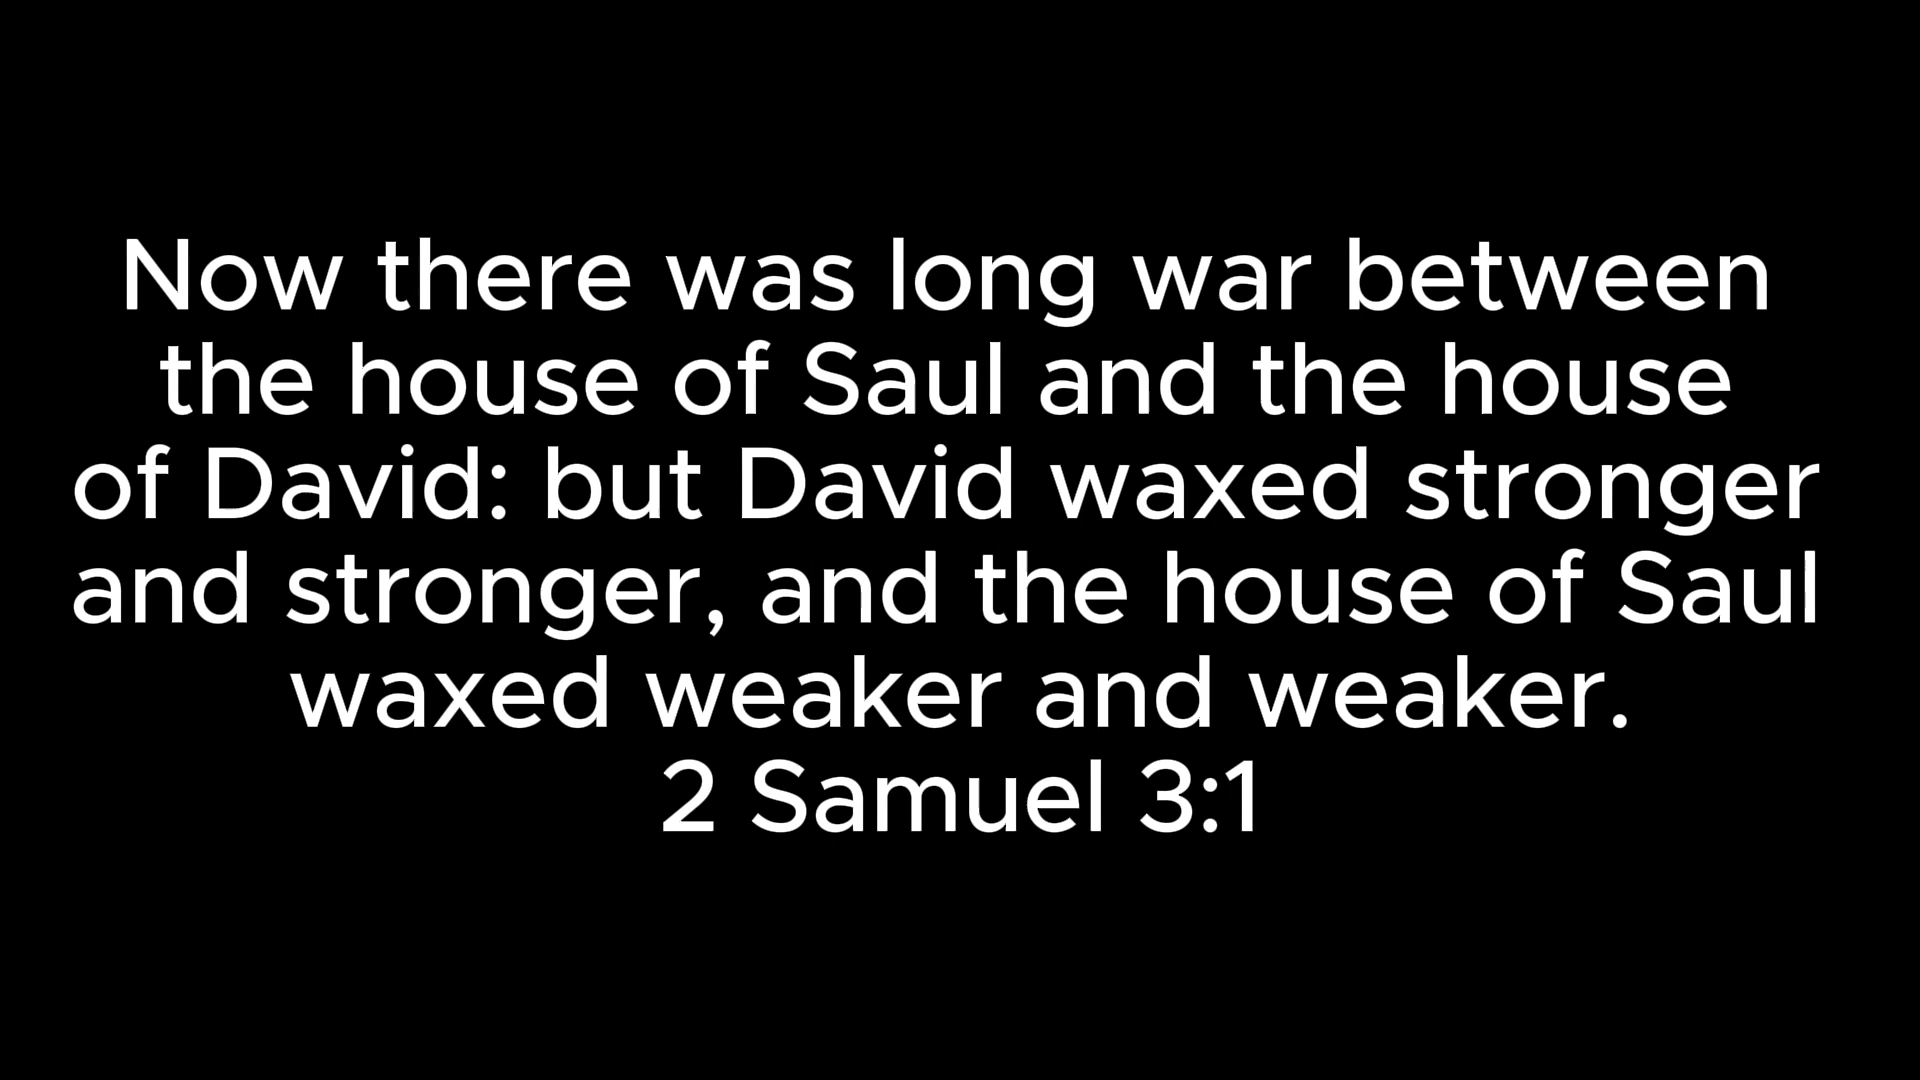 Now there was long war between
the house of Saul and the house
of David: but David waxed stronger
and stronger, and the house of Saul
waxed weaker and weaker.
2 Samuel 3:1